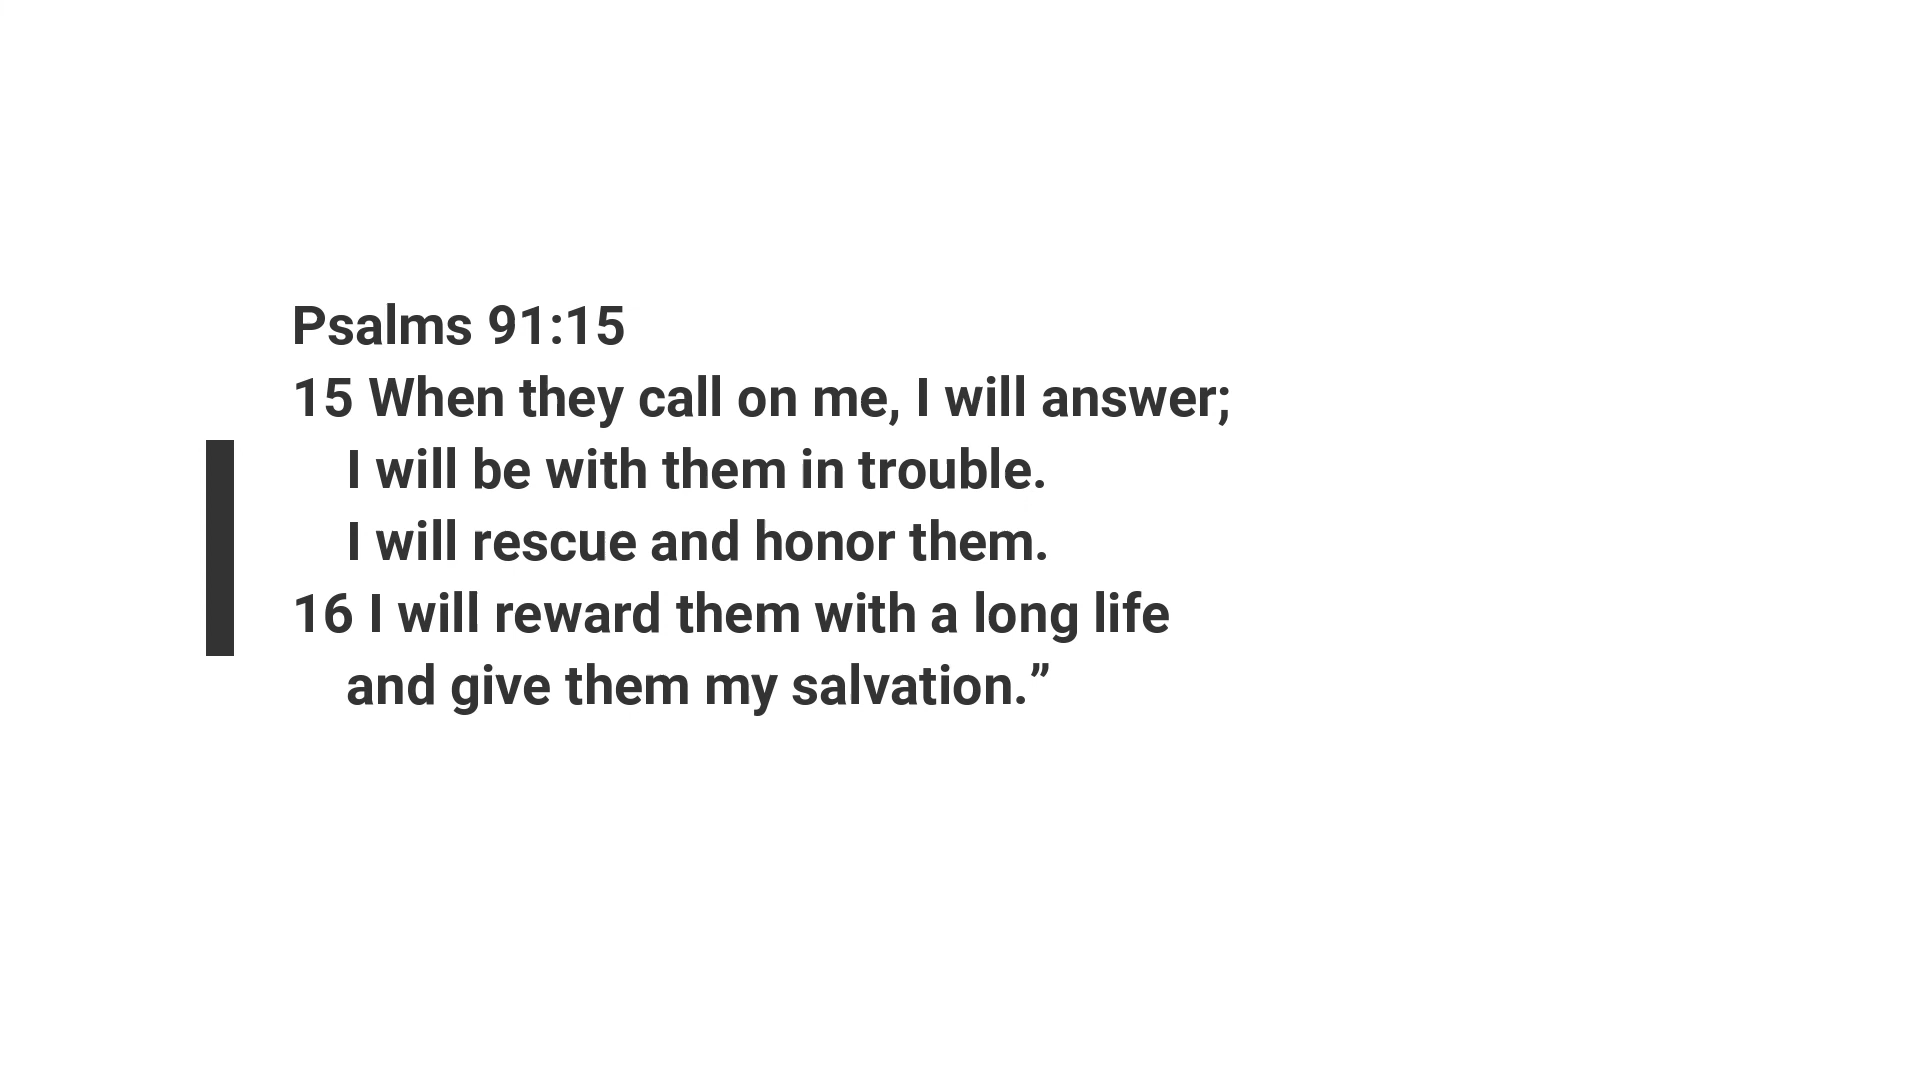 Psalms 91:15
15 When they call on me, I will answer;
I will be with them in trouble.
I will rescue and honor them.
16 I will reward them with a long life
and give them my salvation.”